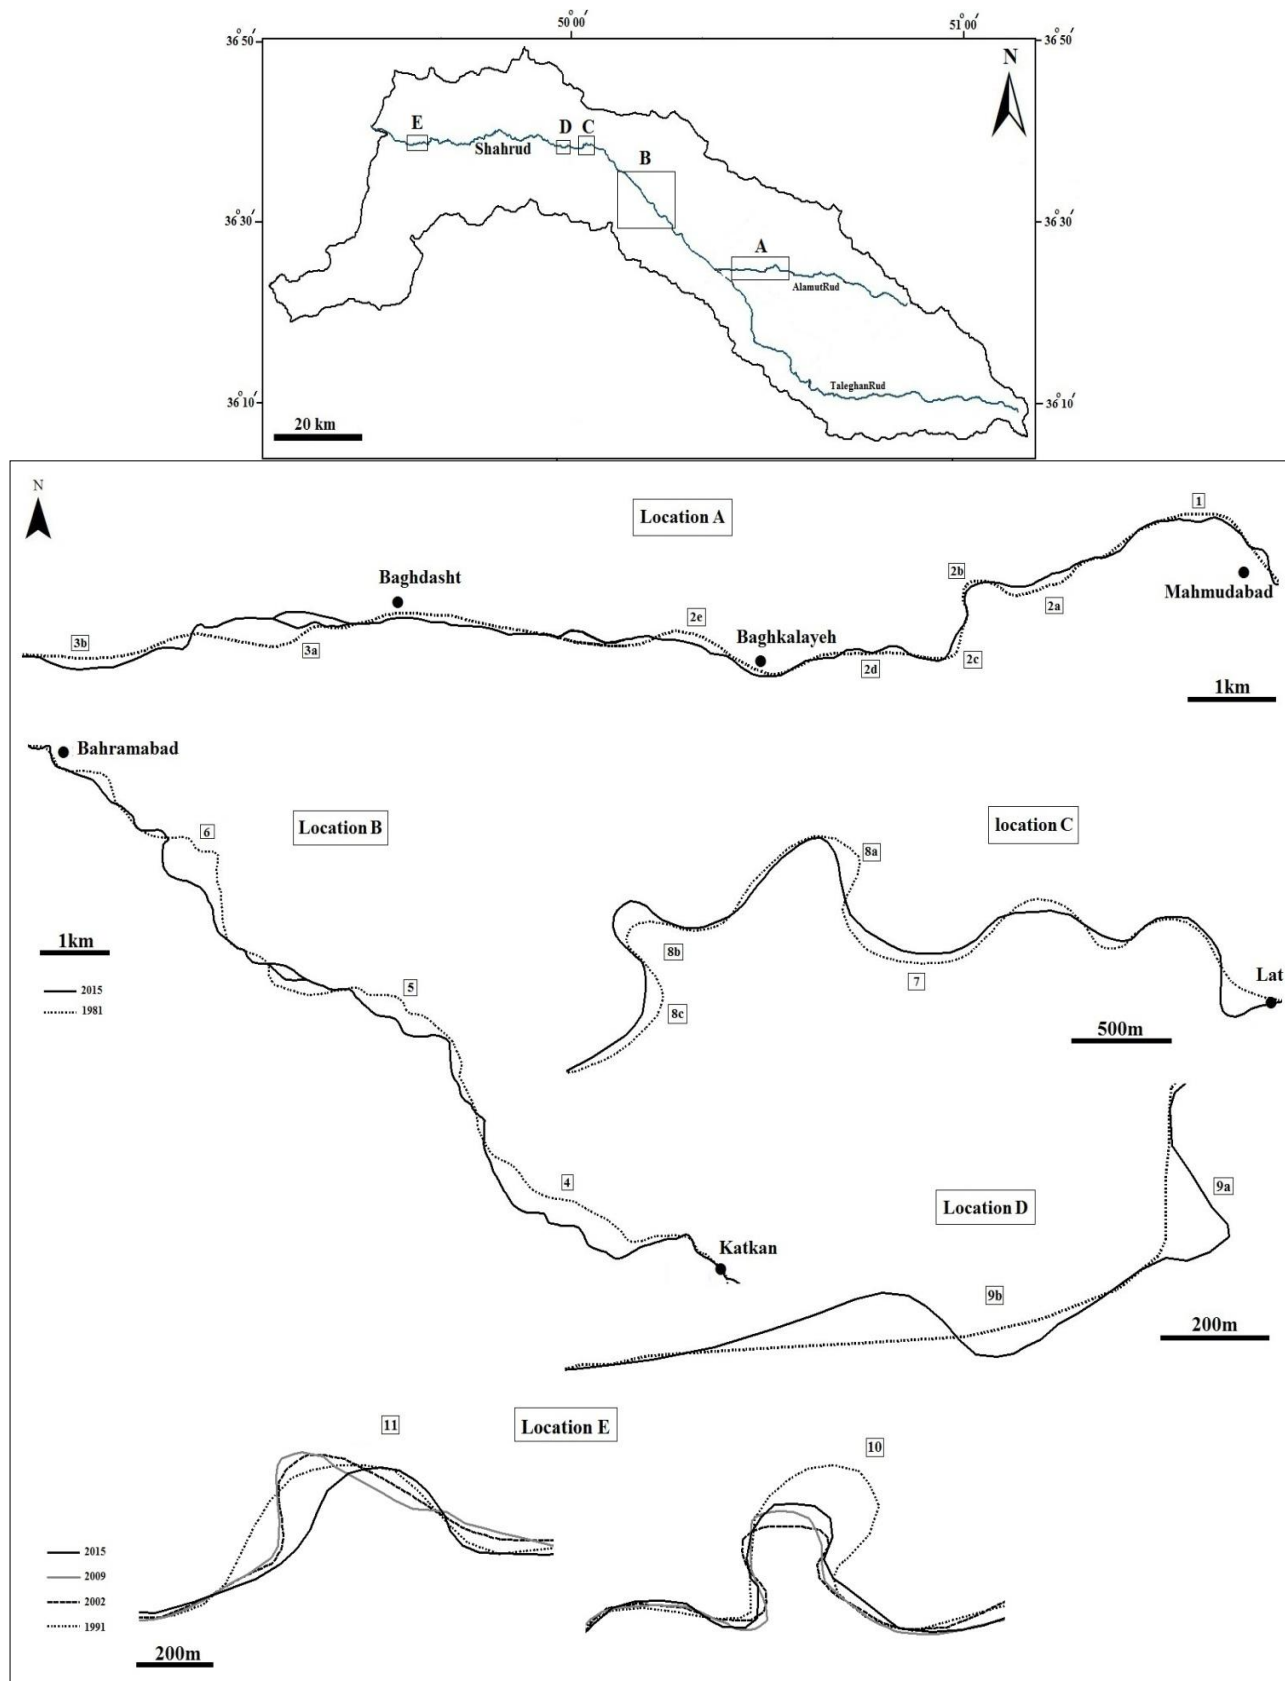 50° 00′
51° 00′
36° 50′
36° 50′
N
E
D
C
Shahrud
B
36° 30′
36° 30′
A
AlamutRud
TaleghanRud
36° 10′
36° 10′
20 km
N
Location A
1
Baghdasht
2b
Mahmudabad
2a
2e
Baghkalayeh
3b
3a
2d
2c
1km
Bahramabad
6
Location B
location C
8a
1km
8b
7
Lat
2015
1981
5
8c
500m
4
9a
Location D
Katkan
9b
200m
11
Location E
10
2015
2009
2002
1991
200m